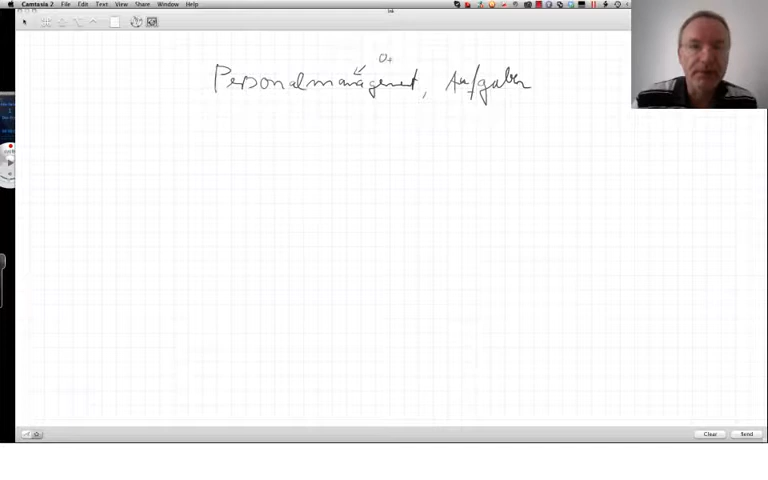 Camtasia 2 File Edit Text View Share Window Help
Personalmanagement, Aufgaben
Clear Send